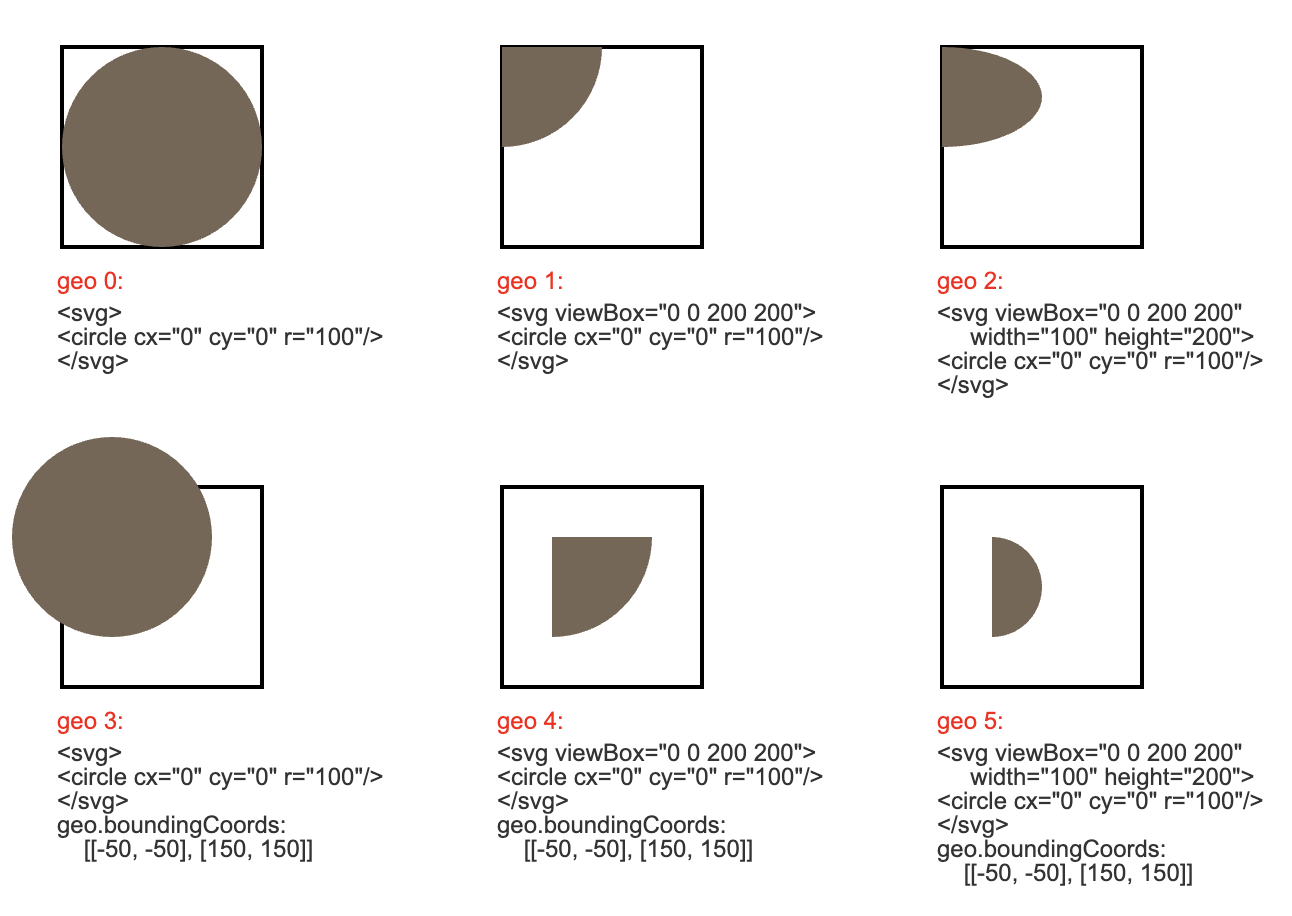 geo 0:
<svg>
<circle cx="0" cy="0" r="100"/>
</svg>
geo 1:
<svg viewBox="0 0 200 200">
<circle cx="0" cy="0" r="100"/>
</svg>
geo 2:
<svg viewBox="0 0 200 200"
width="100" height="200">
<circle cx="0" cy="0" r="100"/>
</svg>
geo 3:
<svg>
<circle cx="0" cy="0" r="100"/>
</svg>
geo.boundingCoords:
[[-50, -50], [150, 150]]
geo 4:
<svg viewBox="0 0 200 200">
<circle cx="0" cy="0" r="100"/>
</svg>
geo.boundingCoords:
[[-50, -50], [150, 150]]
geo 5:
<svg viewBox="0 0 200 200"
width="100" height="200">
<circle cx="0" cy="0" r="100"/>
</svg>
geo.boundingCoords:
[[-50, -50], [150, 150]]